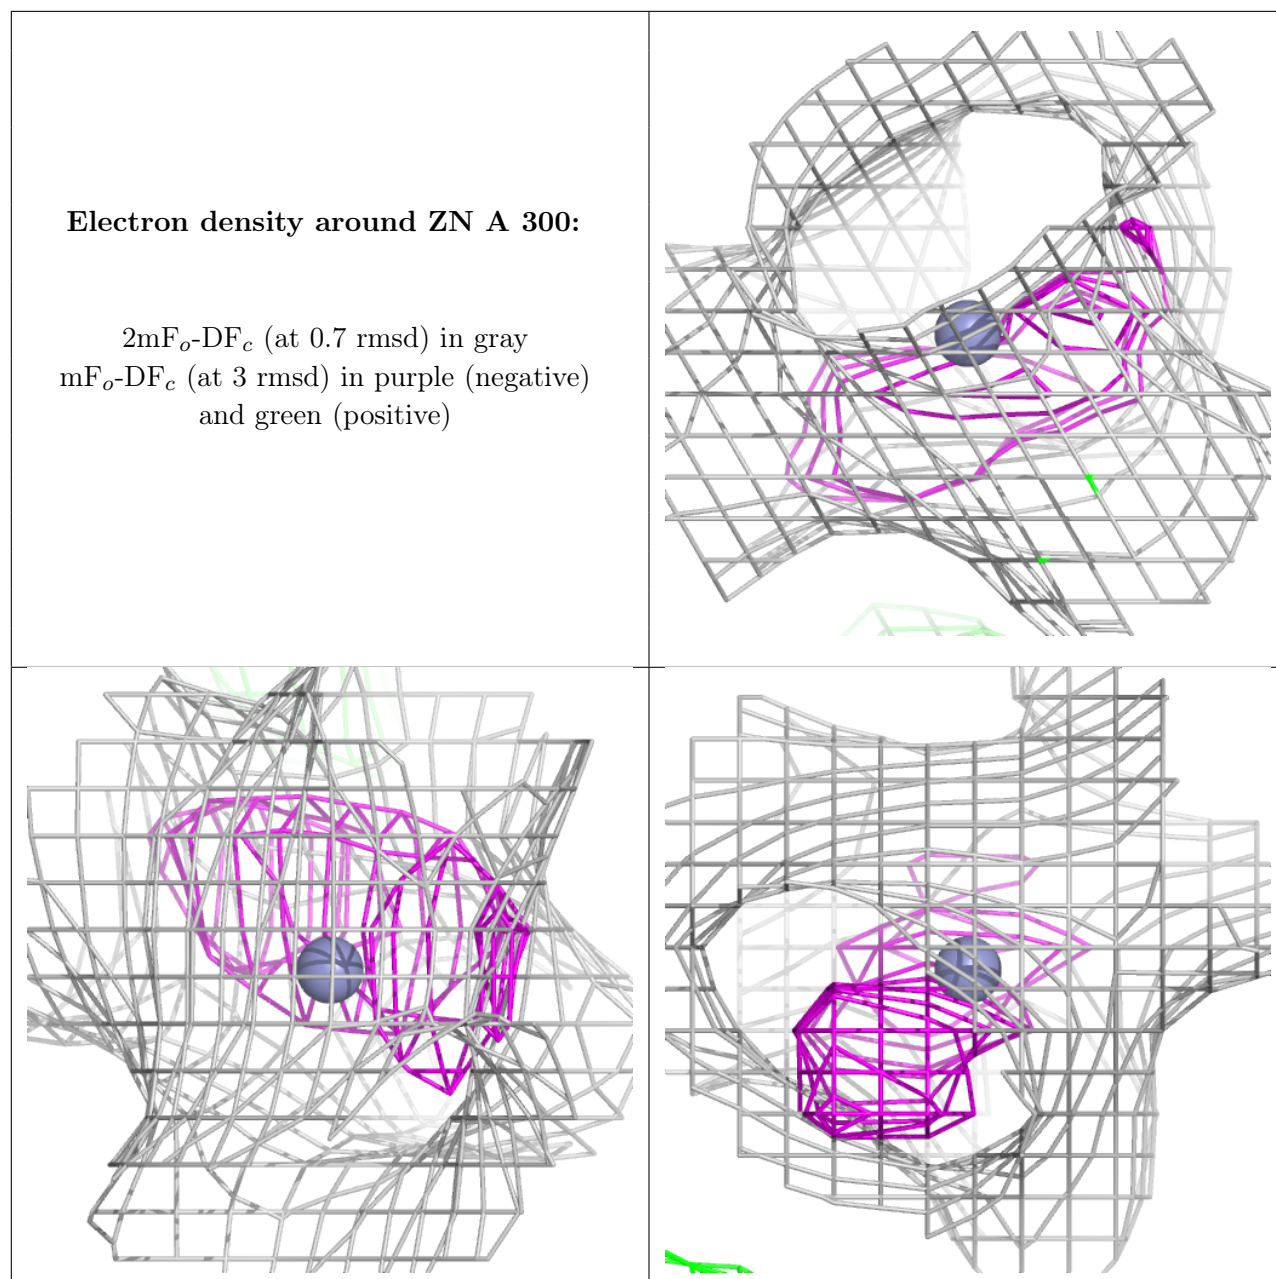 Electron density around ZN A 300:
2mFo-DFc (at 0.7 rmsd) in gray
mFo-DFc (at 3 rmsd) in purple (negative)
and green (positive)